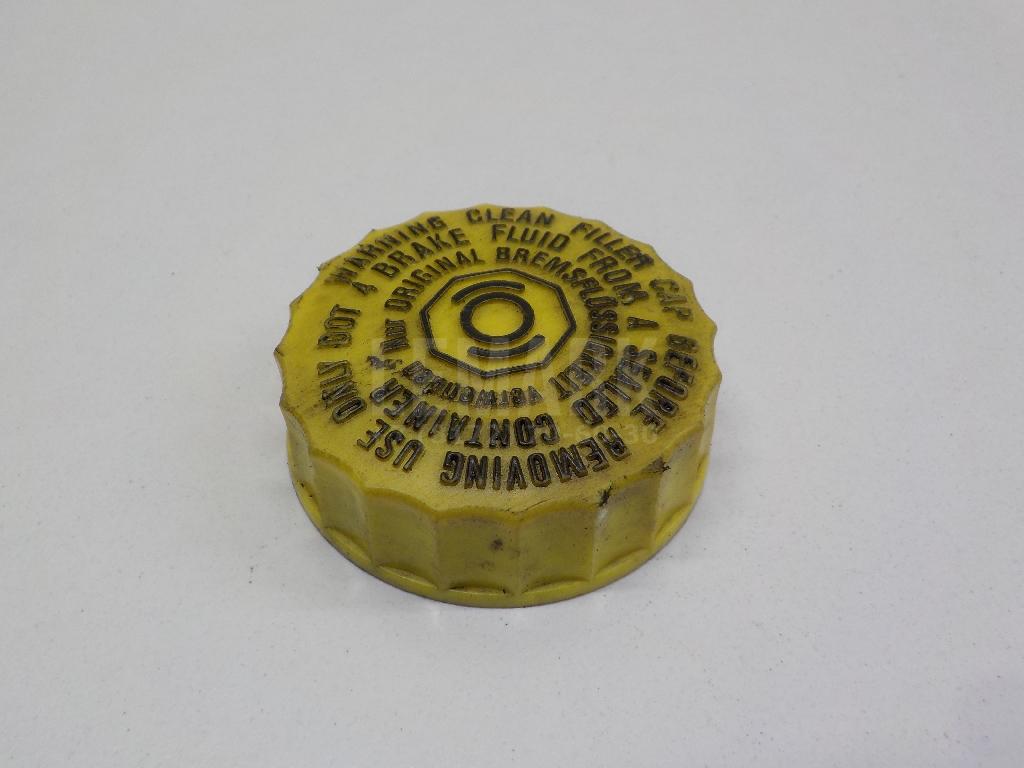 WARNING CLEAN FILLER CAP BEFORE REMOVING USE ONLY DOT 4
BRAKE FLUID FROM A SEALED CONTAINER
Nur ORIGINAL BREMSFLÜSSIGKEIT verwenden!